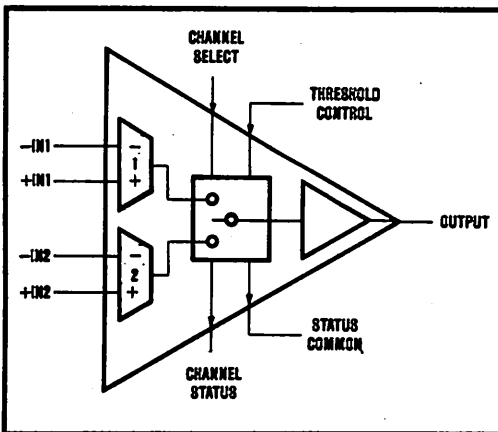 CHANNEL
SELECT
THRESHOLD
CONTROL
-IN1
+IN1
-
1
+
-IN2
+IN2
-
2
+
OUTPUT
STATUS
COMMON
CHANNEL
STATUS